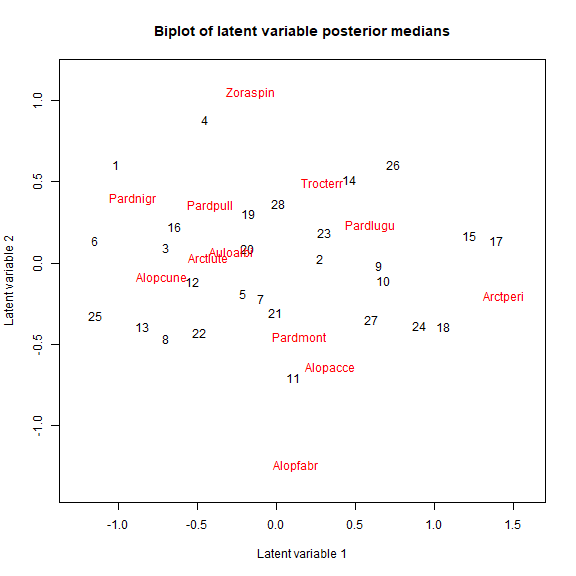 Biplot of latent variable posterior medians
Zoraspin
1.0
4
1
26
Trocterr
14
0.5
Pardnigr
Pardpull
28
19
16
Pardlugu
18
15
6
17
3
20
Auloalbi
Arctlute
2
0.0
9
Alopcune
12
10
5
7
Arctperi
21
25
27
13
24
18
22
8
Pardmont
-0.5
Alopacce
11
-1.0
Alopfabr
Latent variable 2
-1.0 -0.5 0.0 0.5 1.0 1.5
Latent variable 1